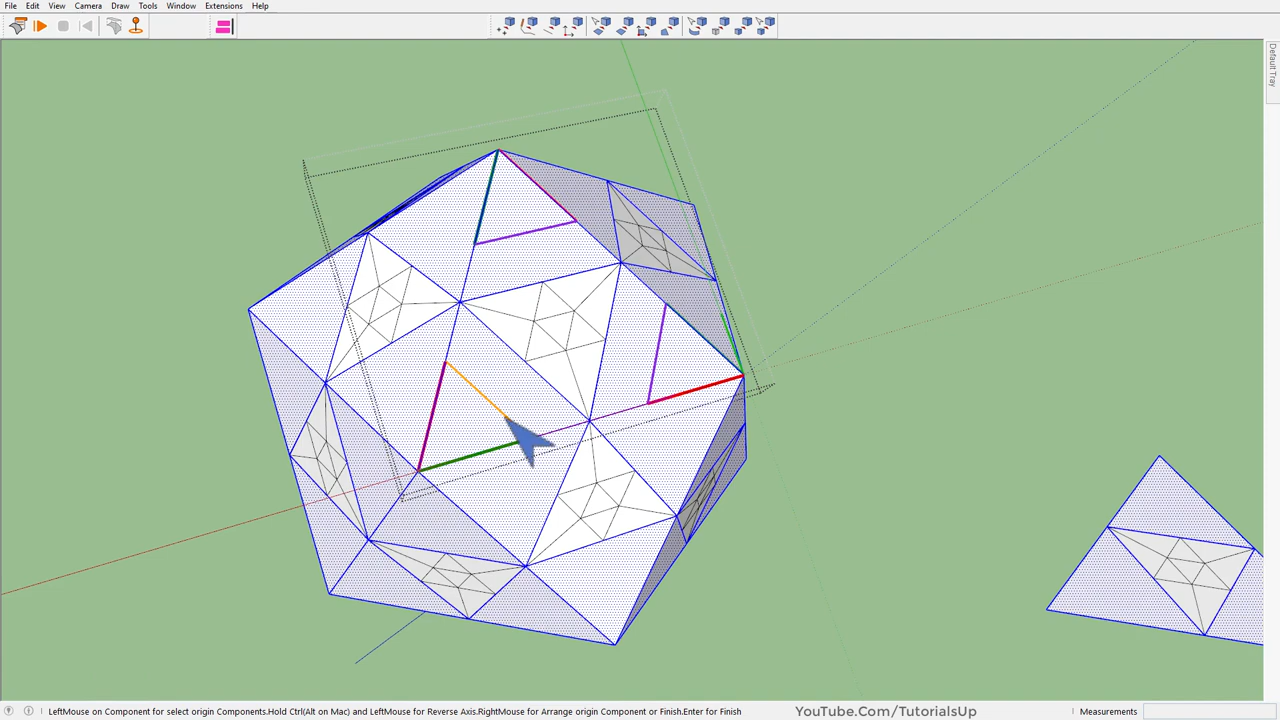 File Edit View Camera Draw Tools Window Extensions Help
Default Tray
LeftMouse on Component for select origin Components.Hold Ctrl(Alt on Mac) and LeftMouse for Reverse Axis.RightMouse for Arrange origin Component or Finish.Enter for Finish
YouTube.Com/TutorialsUp
Measurements